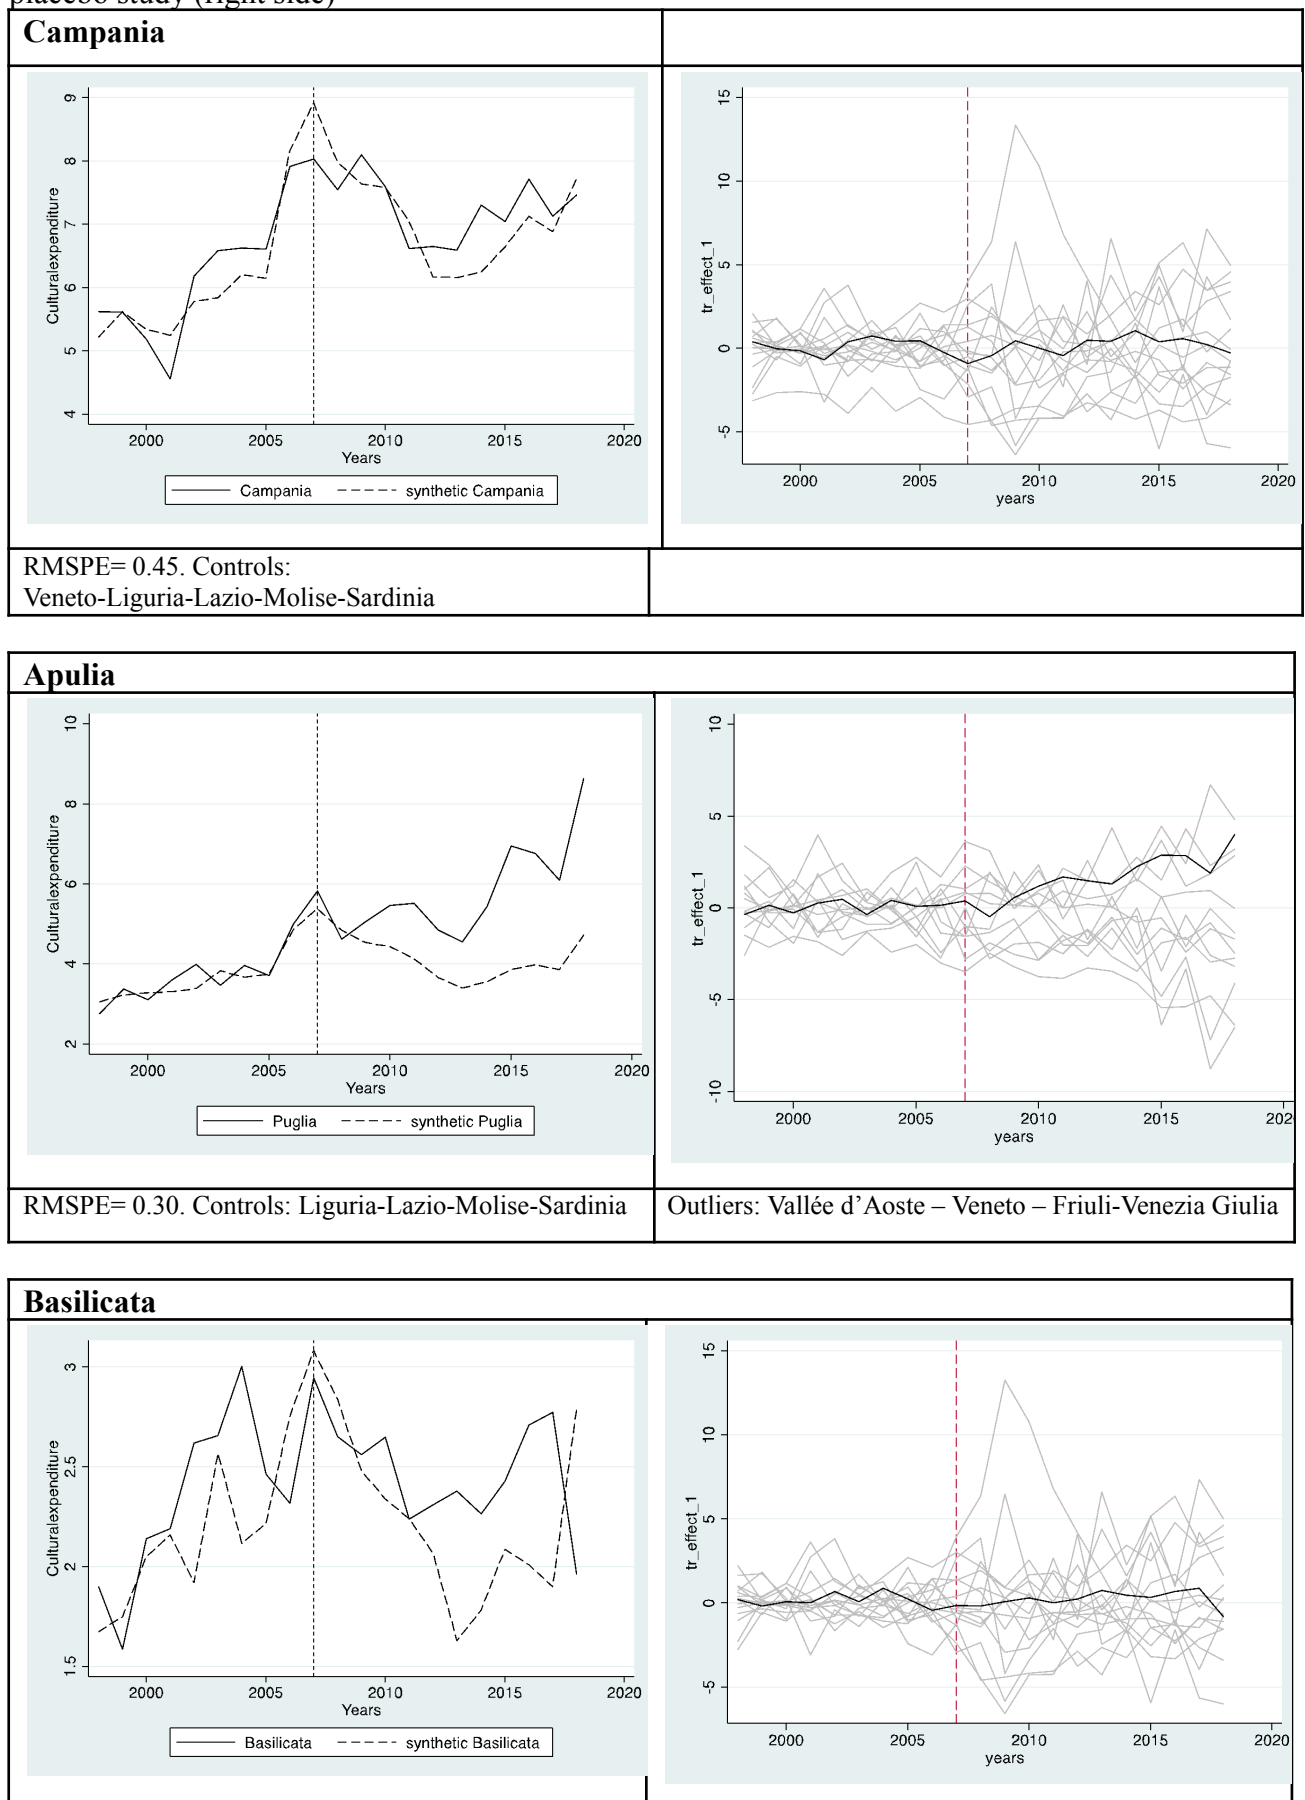 placebo study (right side)
Campania
9
8
7
6
5
4
Culturalexpenditure
2000 2005 2010 2015 2020
Years
Campania synthetic Campania
15
10
5
0
-5
tr_effect_1
2000 2005 2010 2015 2020
years
RMSPE= 0.45. Controls:
Veneto-Liguria-Lazio-Molise-Sardinia
Apulia
10
8
6
4
2
Culturalexpenditure
2000 2005 2010 2015 2020
Years
Puglia synthetic Puglia
10
5
0
-5
-10
tr_effect_1
2000 2005 2010 2015 202
years
RMSPE= 0.30. Controls: Liguria-Lazio-Molise-Sardinia
Outliers: Vallée d’Aoste – Veneto – Friuli-Venezia Giulia
Basilicata
3
2.5
2
1.5
Culturalexpenditure
2000 2005 2010 2015 2020
Years
Basilicata synthetic Basilicata
15
10
5
0
-5
tr_effect_1
2000 2005 2010 2015 2020
years